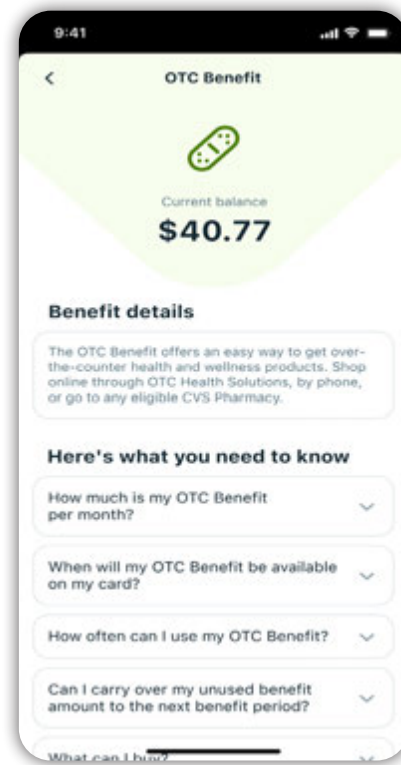 9:41
OTC Benefit
Current balance
$40.77
Benefit details
The OTC Benefit offers an easy way to get over-
the-counter health and wellness products. Shop
online through OTC Health Solutions, by phone,
or go to any eligible CVS Pharmacy.
Here's what you need to know
How much is my OTC Benefit
per month?
When will my OTC Benefit be available
on my card?
How often can I use my OTC Benefit?
Can I carry over my unused benefit
amount to the next benefit period?
What can I buy?